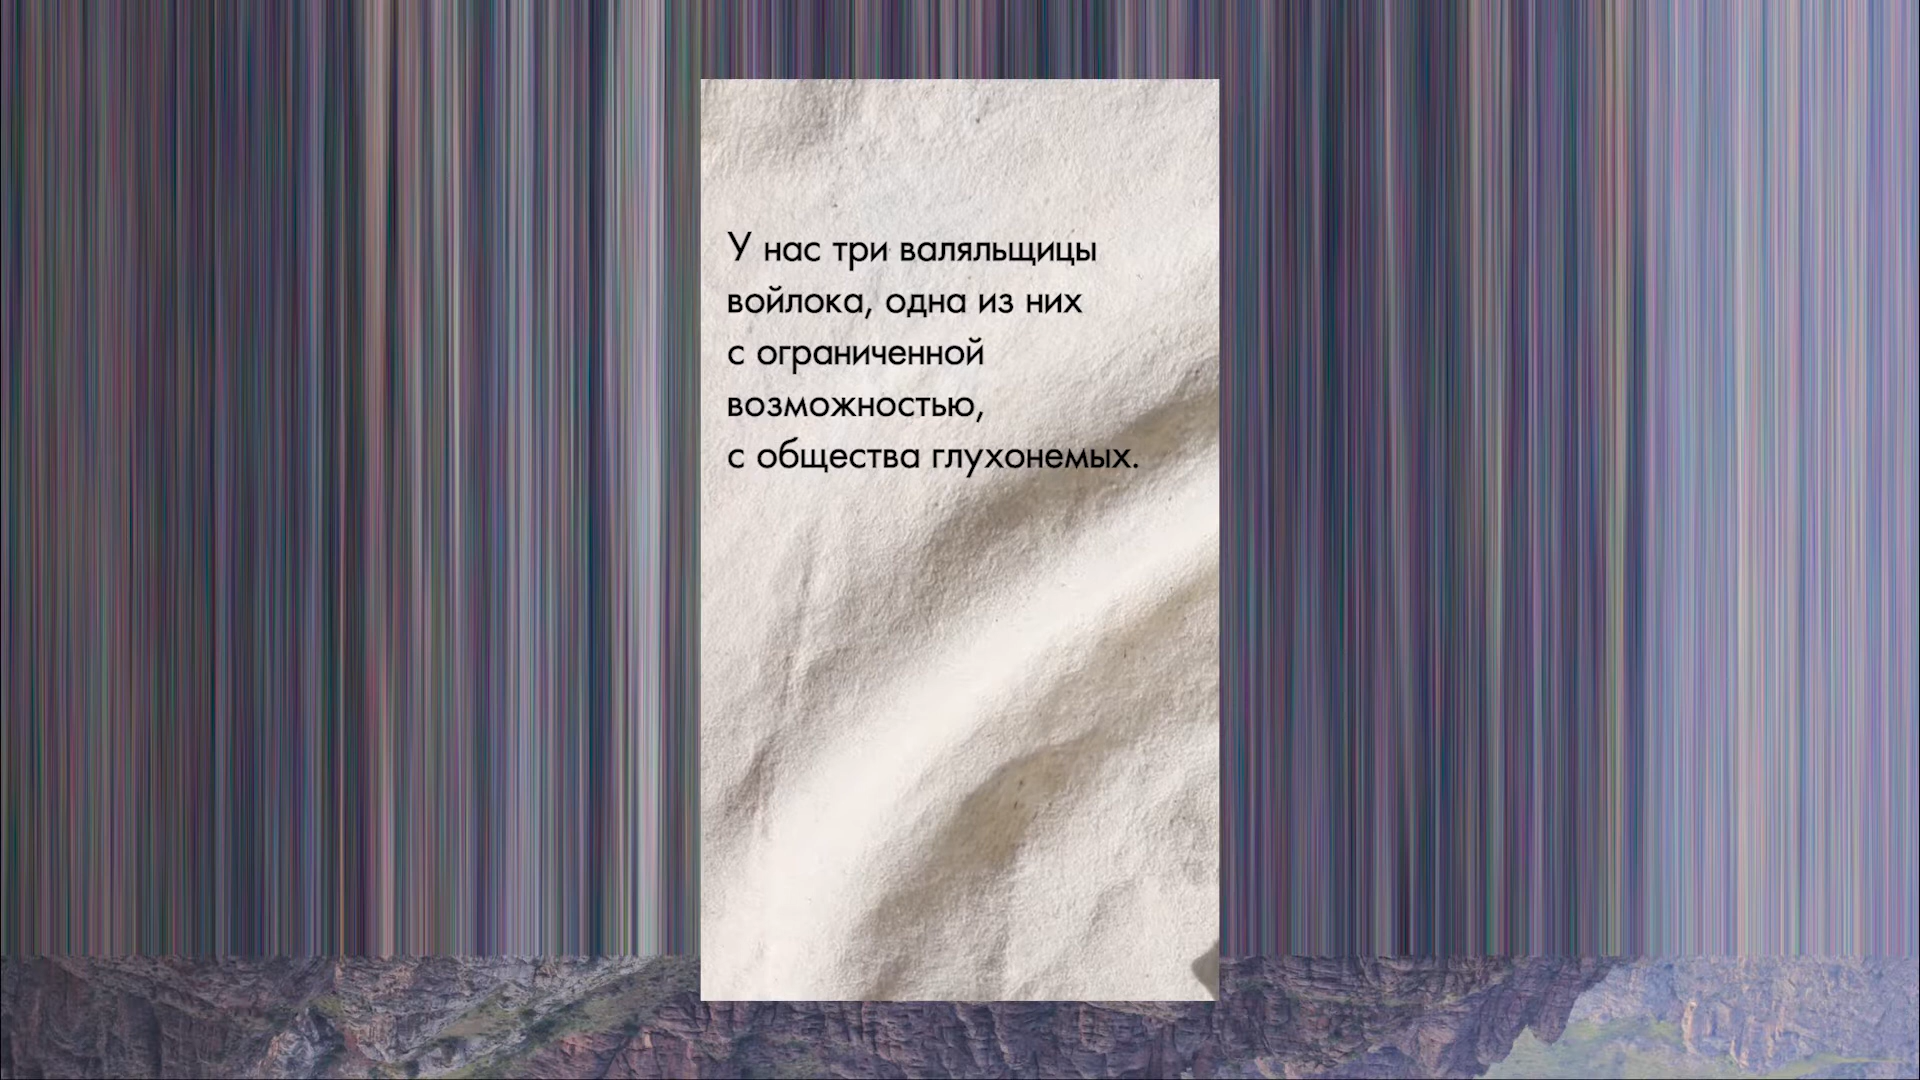 У нас три валяльщицы
войлока, одна из них
с ограниченной
возможностью,
с общества глухонемых.